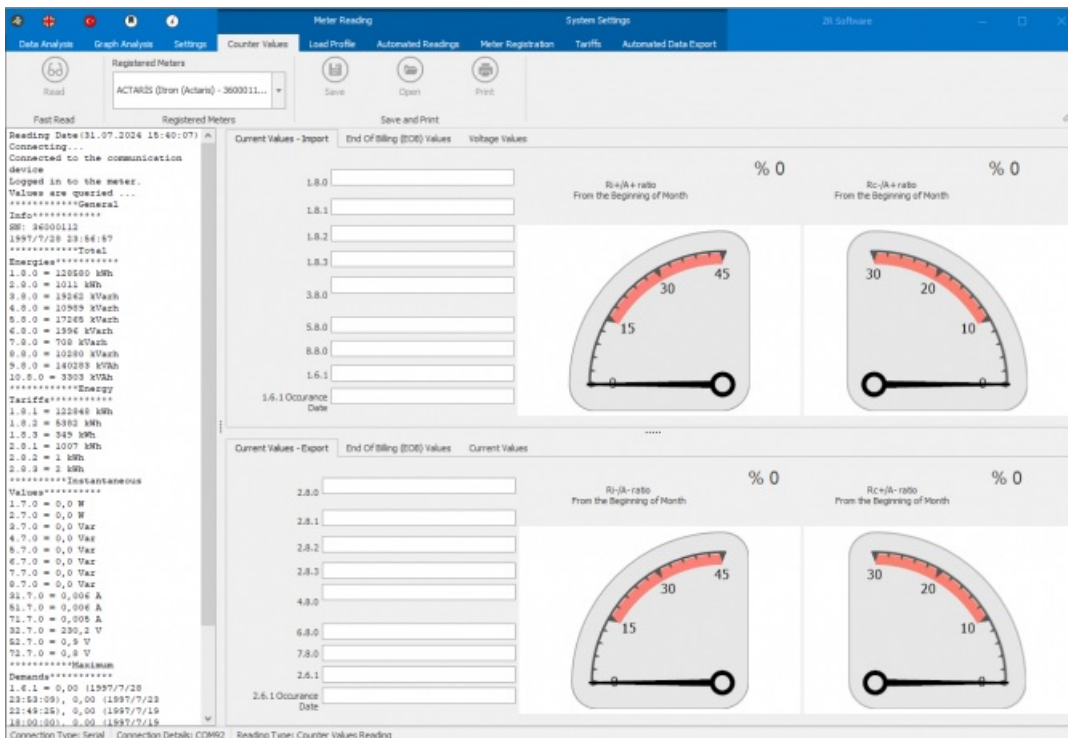 Meter Reading
System Settings
2R Software
Data Analysis
Graph Analysis
Settings
Counter Values
Load Profile
Automated Readings
Meter Registration
Tariffs
Automated Data Export
Read
Registered Meters
ACTARİS (Itron (Actaris) - 3600011...
Save
Open
Print
Fast Read
Registered Meters
Save and Print
Reading Date(31.07.2024 15:40:07)
Connecting...
Connected to the communication
device
Logged in to the meter.
Values are queried ...
************General
Info************
SN: 36000112
1997/7/28 23:56:57
************Total
Energies***********
1.8.0 = 128580 kWh
2.8.0 = 1011 kWh
3.8.0 = 19262 kVarh
4.8.0 = 10989 kVarh
5.8.0 = 17265 kVarh
6.8.0 = 1996 kVarh
7.8.0 = 708 kVarh
8.8.0 = 10280 kVarh
9.8.0 = 140283 kVAh
10.8.0 = 3303 kVAh
************Energy
Tariffs***********
1.8.1 = 122848 kWh
1.8.2 = 5382 kWh
1.8.3 = 349 kWh
2.8.1 = 1007 kWh
2.8.2 = 1 kWh
2.8.3 = 2 kWh
**********Instantaneous
Values**********
1.7.0 = 0,0 W
2.7.0 = 0,0 W
3.7.0 = 0,0 Var
4.7.0 = 0,0 Var
5.7.0 = 0,0 Var
6.7.0 = 0,0 Var
7.7.0 = 0,0 Var
8.7.0 = 0,0 Var
31.7.0 = 0,006 A
51.7.0 = 0,006 A
71.7.0 = 0,005 A
32.7.0 = 230,2 V
52.7.0 = 0,9 V
72.7.0 = 0,8 V
***********Maximum
Demands***********
1.6.1 = 0,00 (1997/7/28
23:53:09), 0,00 (1997/7/23
22:49:25), 0,00 (1997/7/19
18:00:00), 0,00 (1997/7/19
Current Values - Import
End Of Billing (EOB) Values
Voltage Values
1.8.0
1.8.1
1.8.2
1.8.3
3.8.0
5.8.0
8.8.0
1.6.1
1.6.1 Occurance
Date
% 0
Ri+/A+ ratio
From the Beginning of Month
0
15
30
45
% 0
Rc-/A+ ratio
From the Beginning of Month
30
20
10
0
Current Values - Export
End Of Billing (EOB) Values
Current Values
2.8.0
2.8.1
2.8.2
2.8.3
4.8.0
6.8.0
7.8.0
2.6.1
2.6.1 Occurance
Date
% 0
Ri-/A- ratio
From the Beginning of Month
0
15
30
45
% 0
Rc+/A- ratio
From the Beginning of Month
30
20
10
0
Connection Type: Serial
Connection Details: COM92
Reading Type: Counter Values Reading